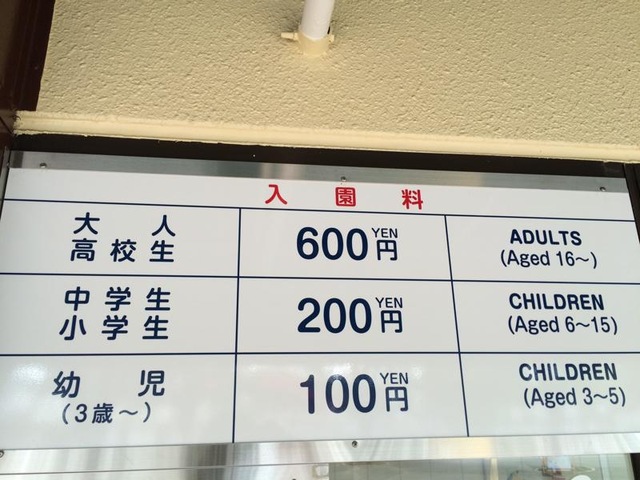 入園料
大人
高校生
600 YEN 円
ADULTS
(Aged 16～)
中学生
小学生
200 YEN 円
CHILDREN
(Aged 6～15)
幼児
(3歳～)
100 YEN 円
CHILDREN
(Aged 3～5)